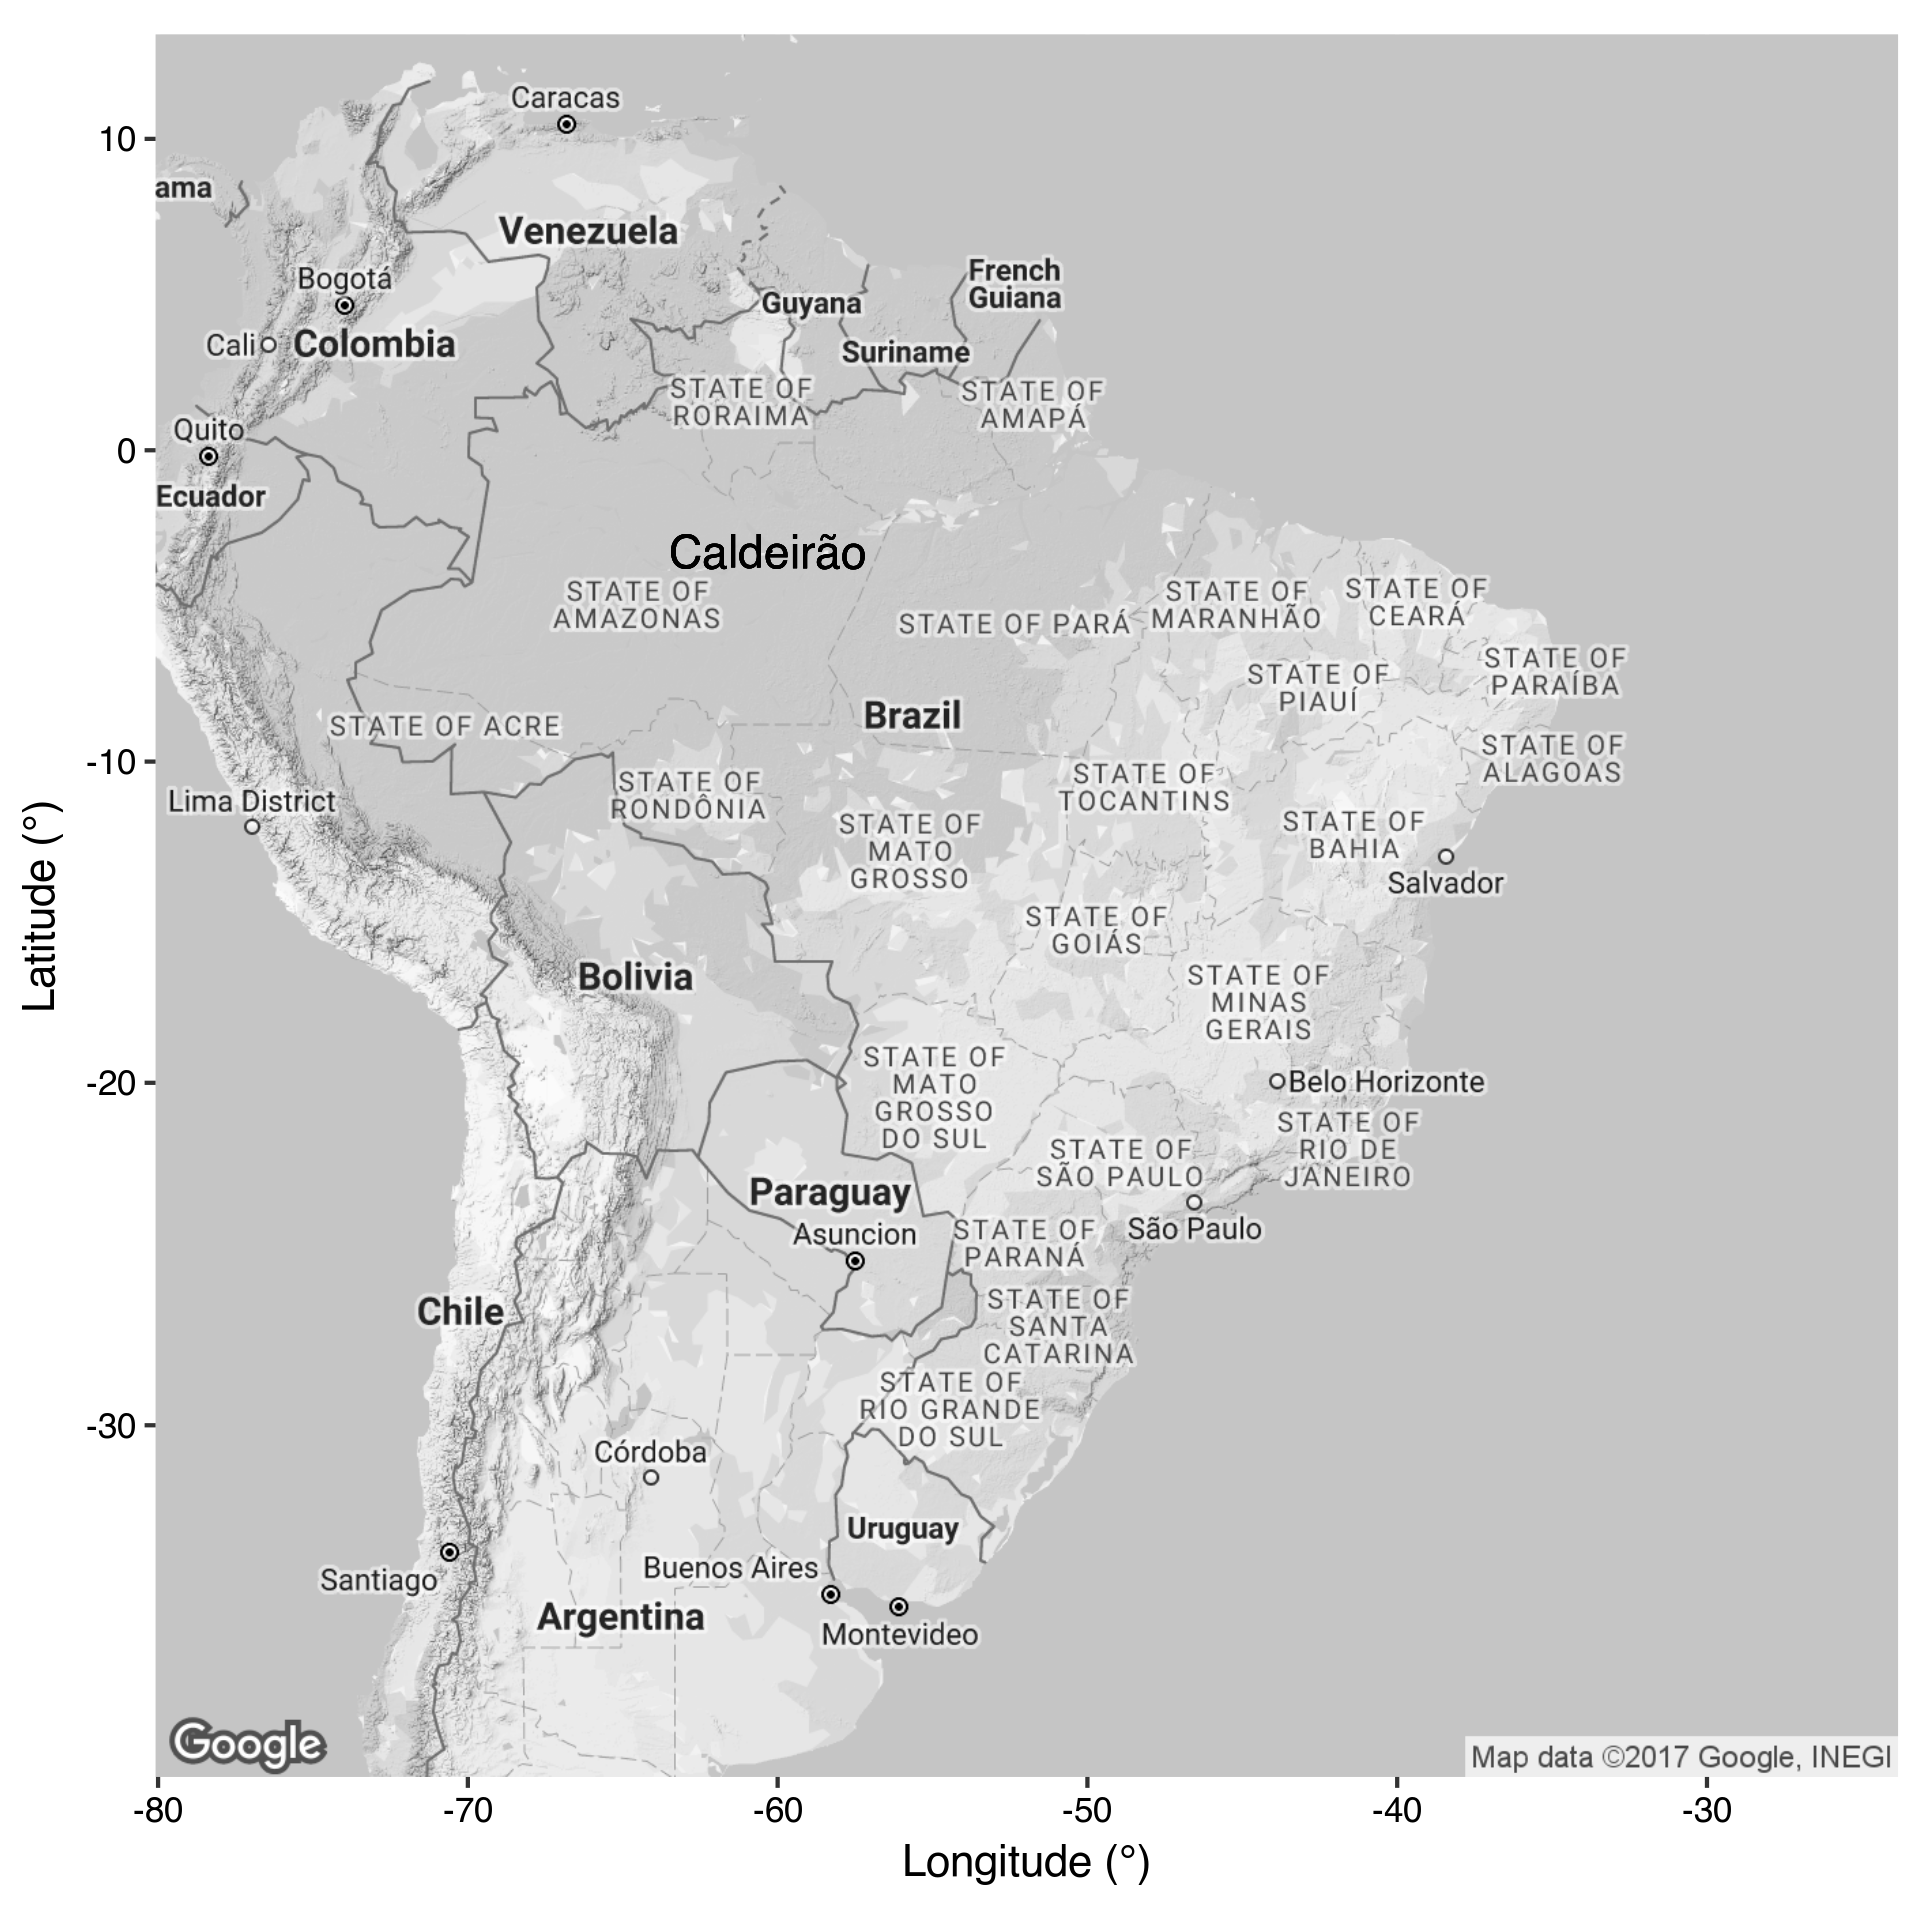 Caracas
10
ama
Venezuela
French
Guiana
Bogotá
Guyana
Cali
Colombia
Suriname
STATE OF
RORAIMA
STATE OF
AMAPÁ
Quito
0
Ecuador
Caldeirão
STATE OF
AMAZONAS
STATE OF PARÁ
STATE OF
MARANHÃO
STATE OF
CEARÁ
STATE OF
PARAÍBA
STATE OF
PIAUÍ
Brazil
STATE OF ACRE
STATE OF
ALAGOAS
-10
STATE OF
RONDÔNIA
STATE OF
TOCANTINS
Lima District
STATE OF
MATO
GROSSO
STATE OF
BAHIA
Salvador
Latitude (°)
STATE OF
GOIÁS
Bolivia
STATE OF
MINAS
GERAIS
STATE OF
MATO
GROSSO
DO SUL
-20
Belo Horizonte
STATE OF
RIO DE
JANEIRO
STATE OF
SÃO PAULO
Paraguay
São Paulo
Asuncion
STATE OF
PARANÁ
Chile
STATE OF
SANTA
CATARINA
STATE OF
RIO GRANDE
DO SUL
-30
Córdoba
Uruguay
Buenos Aires
Santiago
Argentina
Montevideo
Google
Map data ©2017 Google, INEGI
-80
-70
-60
-50
-40
-30
Longitude (°)